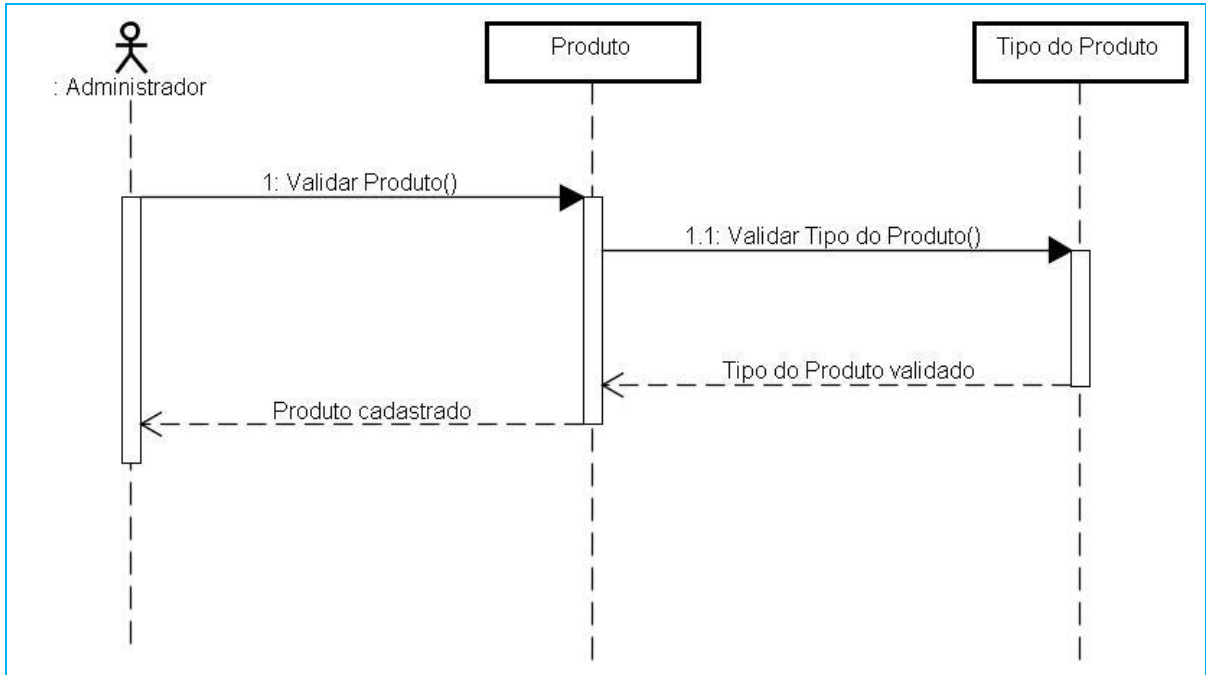 Produto
Tipo do Produto
: Administrador
1: Validar Produto()
1.1: Validar Tipo do Produto()
Tipo do Produto validado
Produto cadastrado